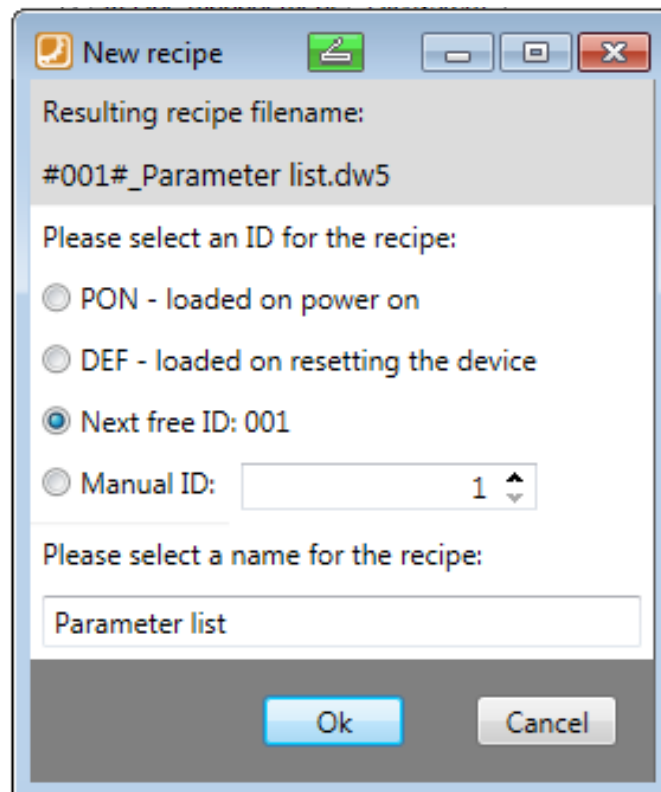 New recipe
Resulting recipe filename:
#001#_Parameter list.dw5
Please select an ID for the recipe:
PON - loaded on power on
DEF - loaded on resetting the device
Next free ID: 001
Manual ID: 1
Please select a name for the recipe:
Parameter list
Ok Cancel